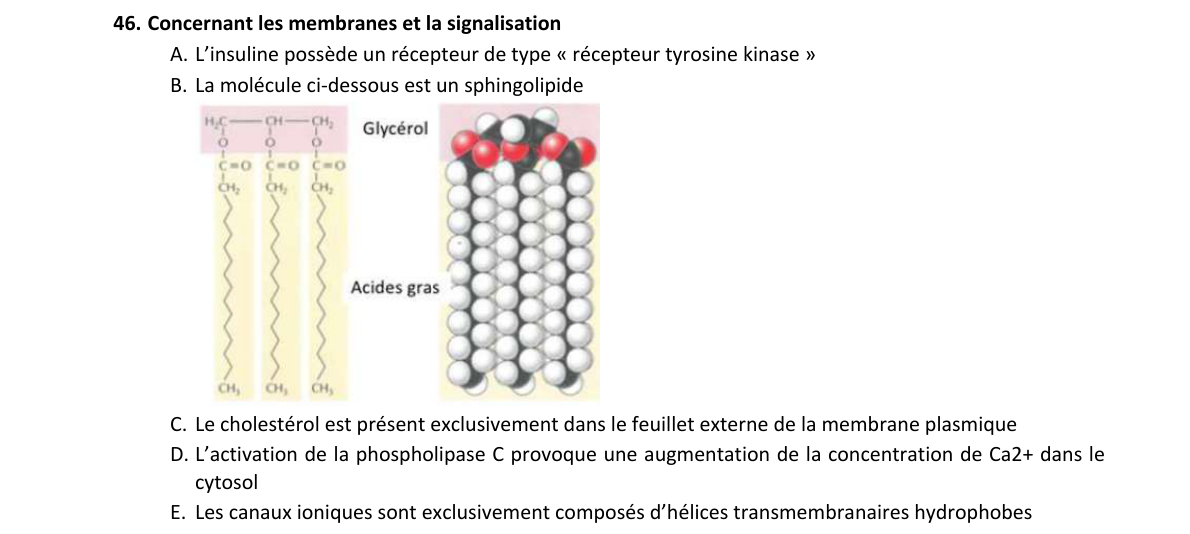 46. Concernant les membranes et la signalisation
A. L’insuline possède un récepteur de type « récepteur tyrosine kinase »
B. La molécule ci-dessous est un sphingolipide
H₂C — CH — CH₂
Glycérol
O O O
C=O C=O C=O
CH₂ CH₂ CH₂
Acides gras
CH₃ CH₃ CH₃
C. Le cholestérol est présent exclusivement dans le feuillet externe de la membrane plasmique
D. L’activation de la phospholipase C provoque une augmentation de la concentration de Ca2+ dans le
cytosol
E. Les canaux ioniques sont exclusivement composés d’hélices transmembranaires hydrophobes